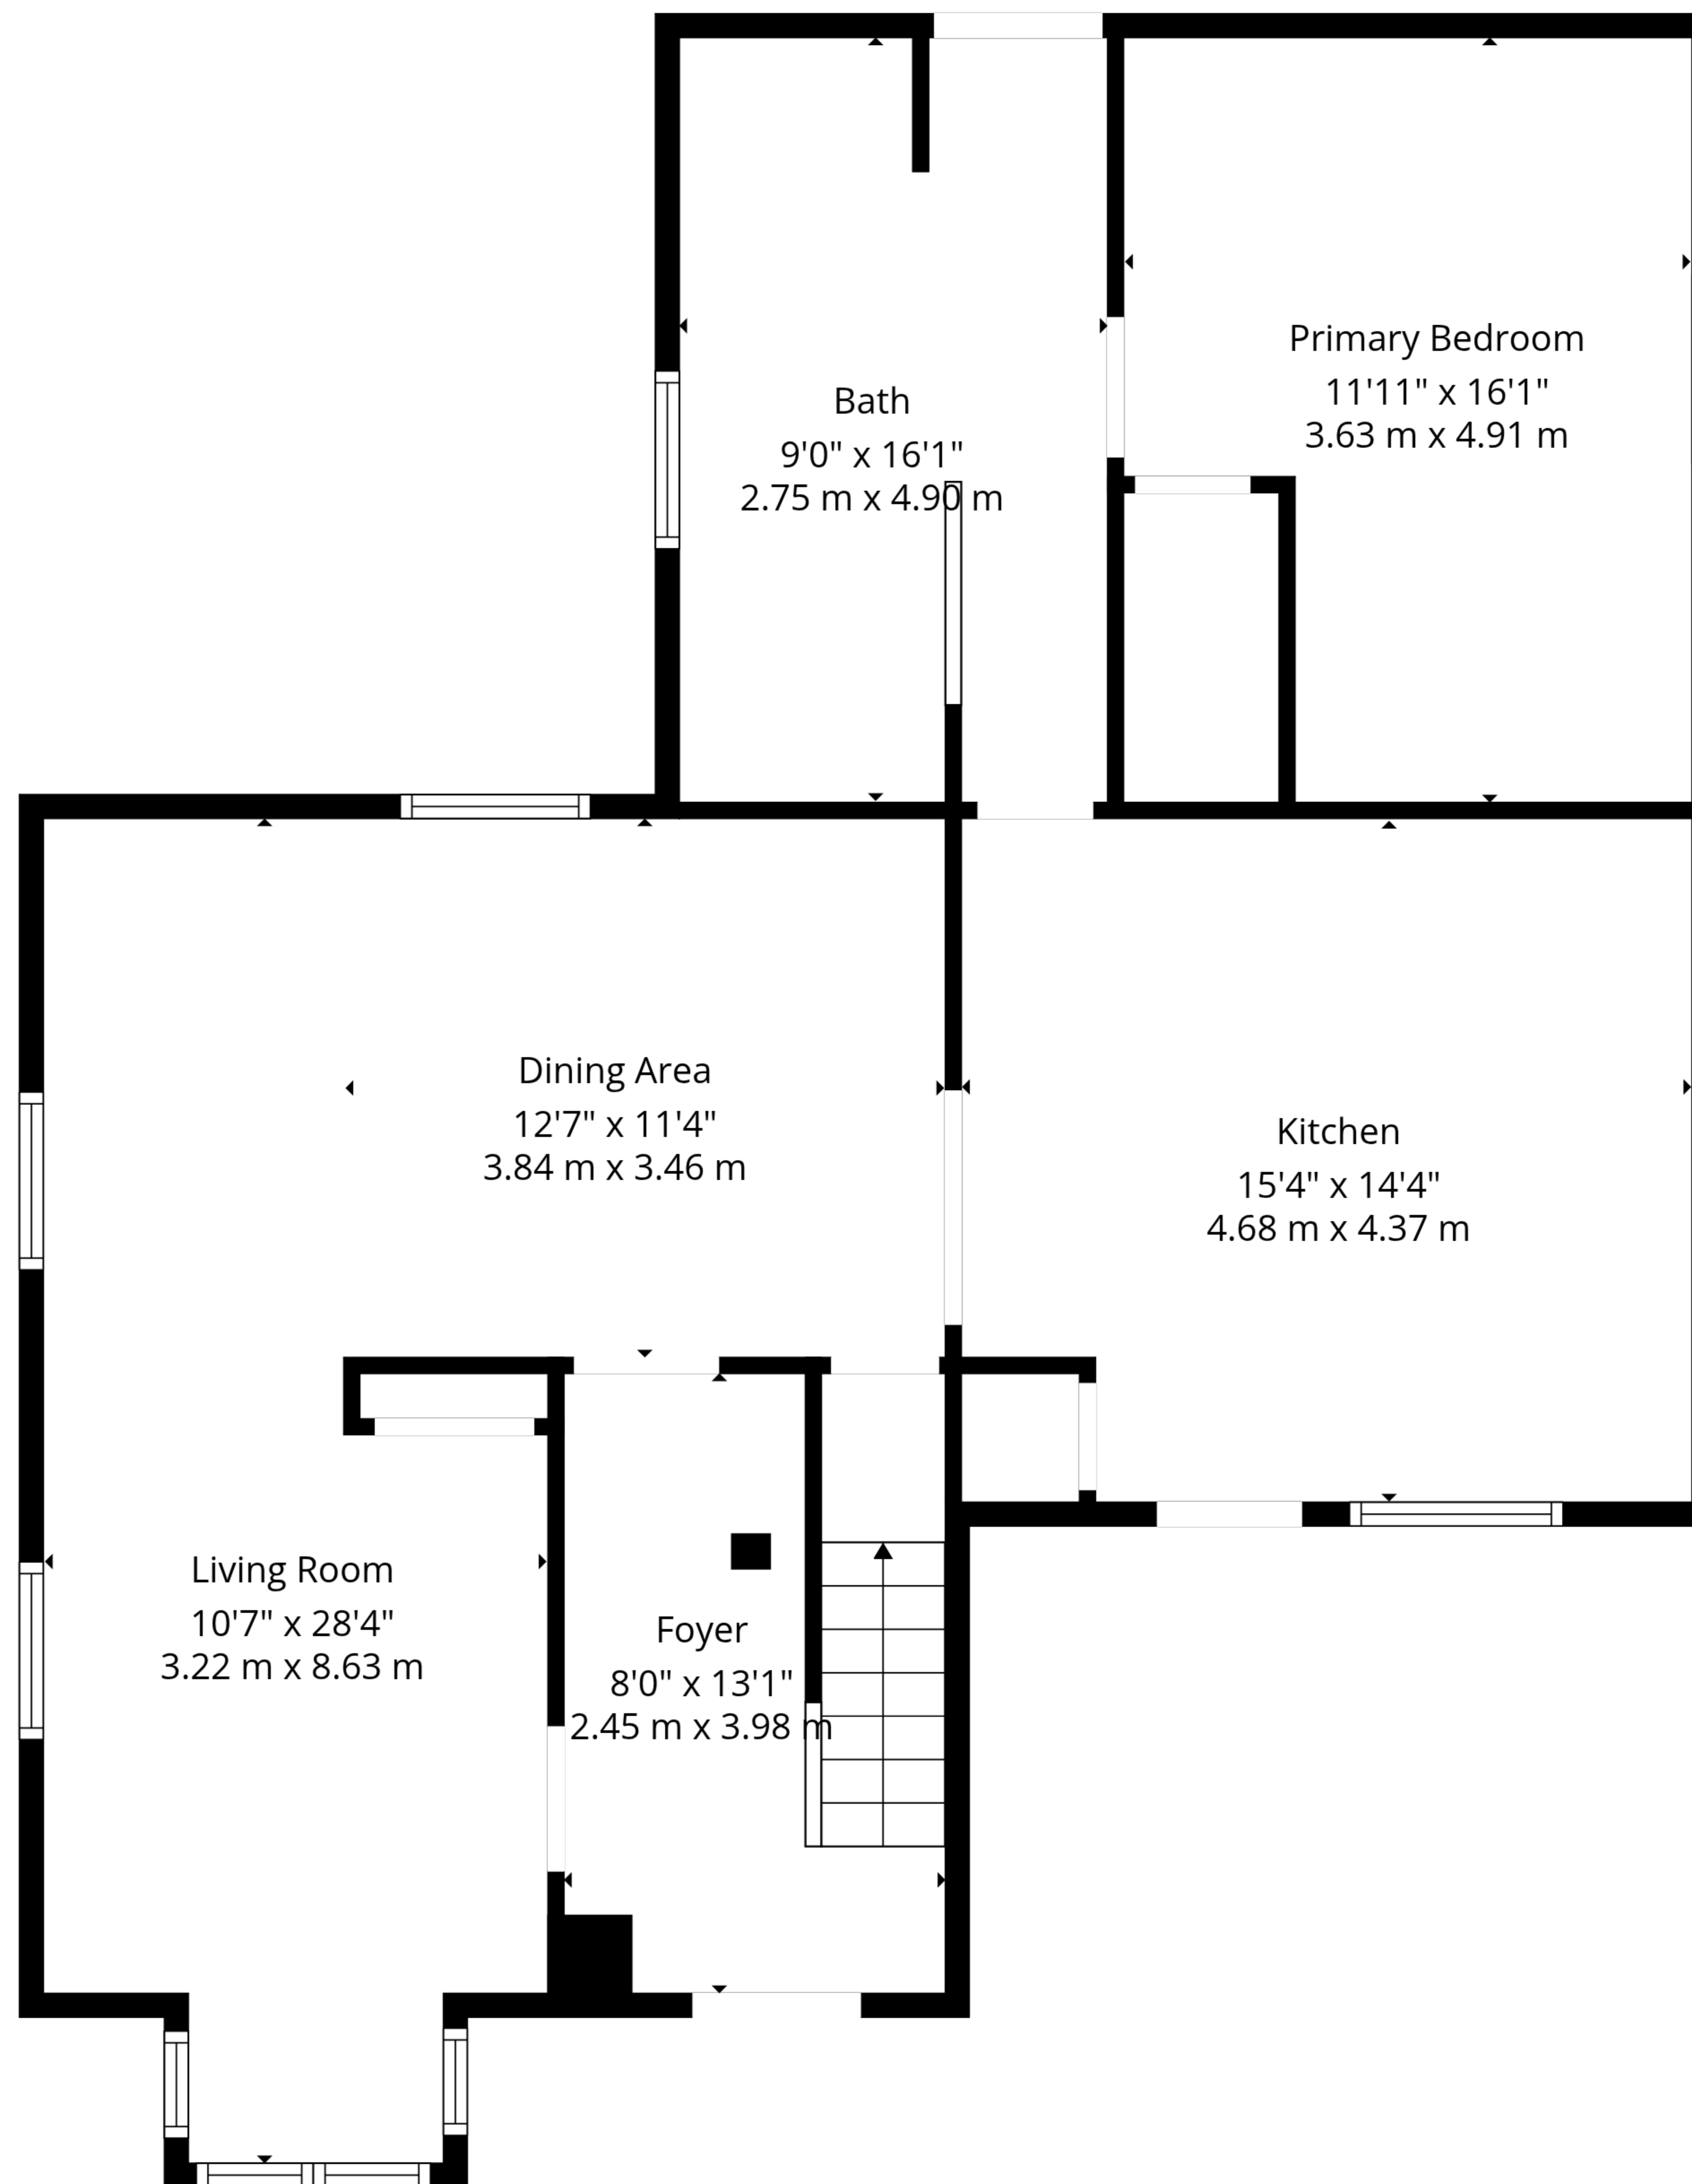 Primary Bedroom
11'11" x 16'1"
3.63 m x 4.91 m
Bath
9'0" x 16'1"
2.75 m x 4.90 m
Dining Area
12'7" x 11'4"
3.84 m x 3.46 m
Kitchen
15'4" x 14'4"
4.68 m x 4.37 m
Living Room
10'7" x 28'4"
3.22 m x 8.63 m
Foyer
8'0" x 13'1"
2.45 m x 3.98 m